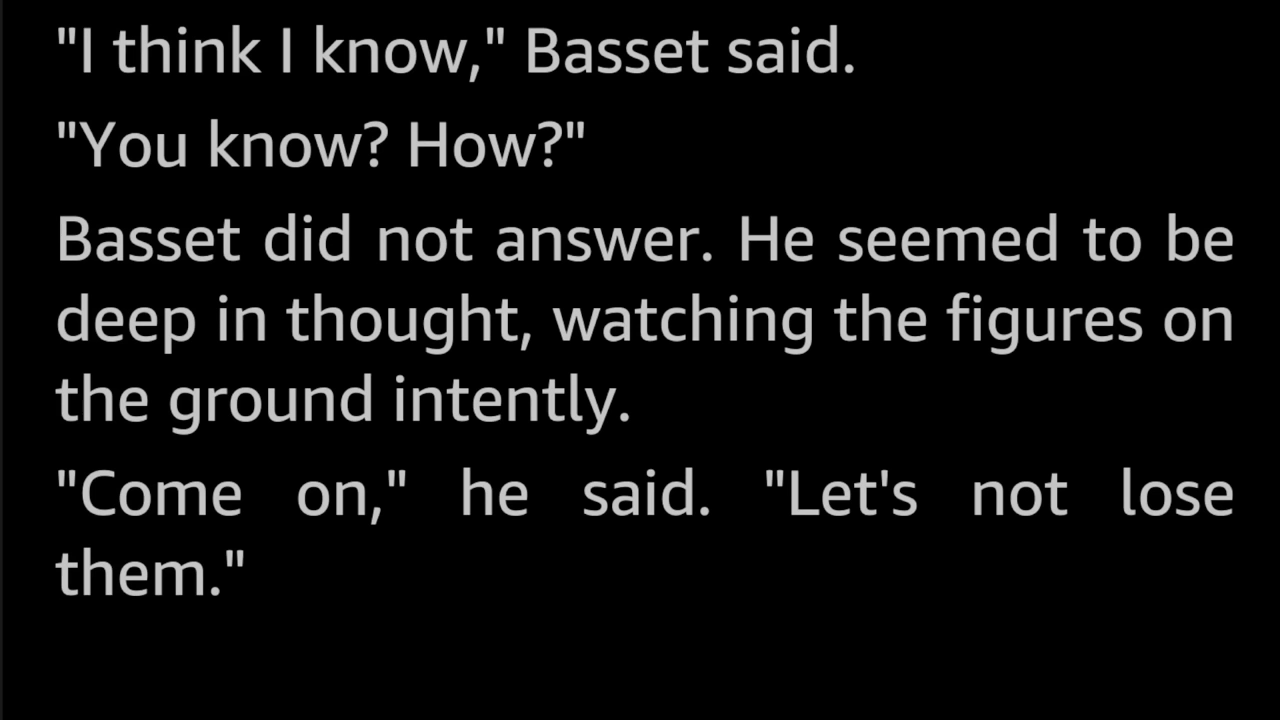 "I think I know," Basset said.
"You know? How?"
Basset did not answer. He seemed to be
deep in thought, watching the figures on
the ground intently.
"Come on," he said. "Let's not lose
them."